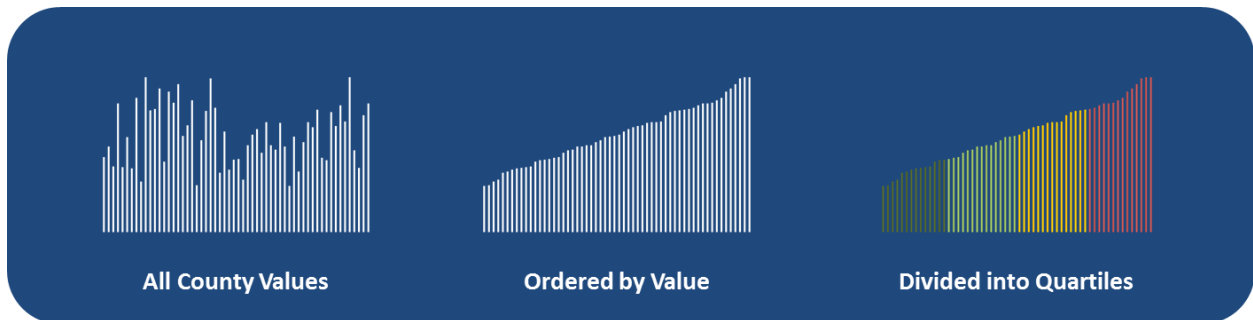 All County Values
Ordered by Value
Divided into Quartiles